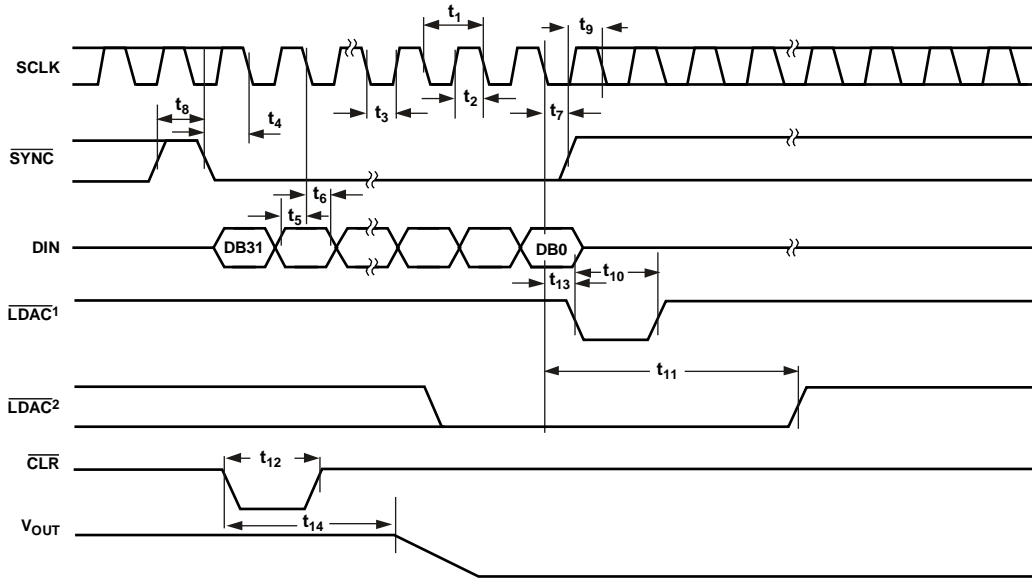 t1
t9
SCLK
t8
t4
t3
t2
t7
SYNC
t6
t5
DIN
DB31
DB0
t13
t10
LDAC1
t11
LDAC2
CLR
t12
VOUT
t14